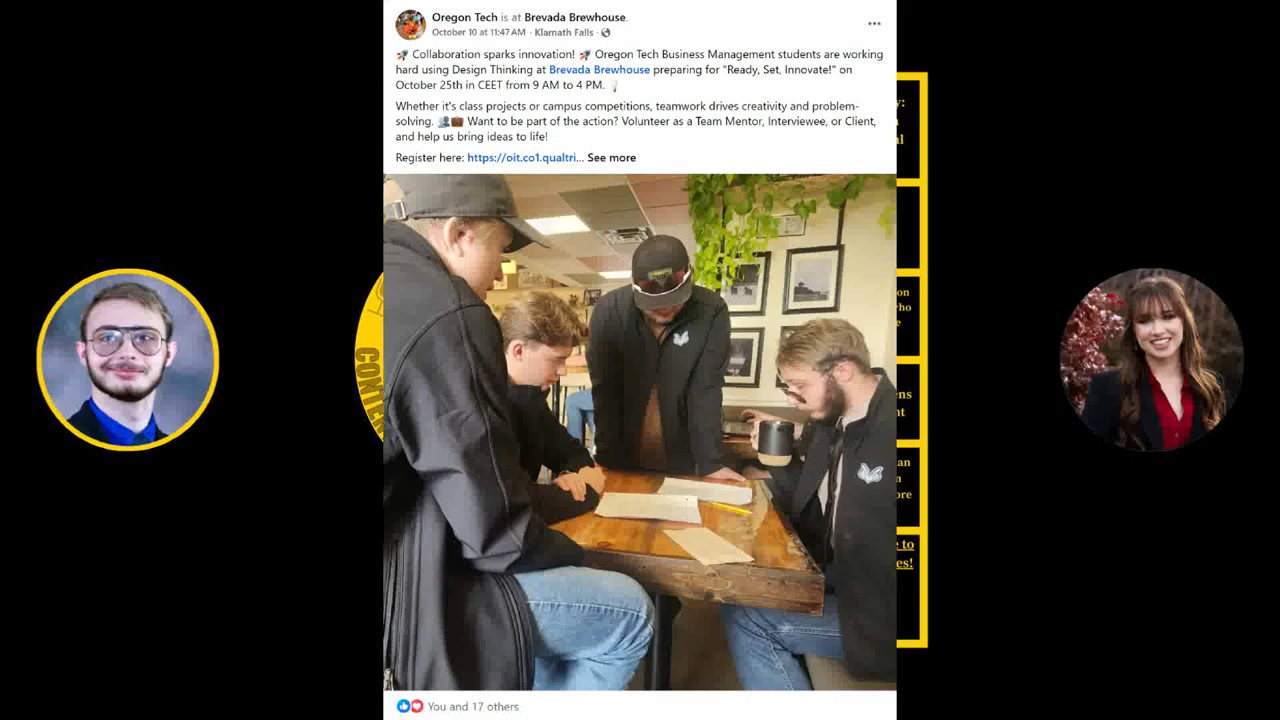 Oregon Tech is at Brevada Brewhouse.
October 10 at 11:47 AM · Klamath Falls ·
🚀 Collaboration sparks innovation! 🚀 Oregon Tech Business Management students are working
hard using Design Thinking at Brevada Brewhouse preparing for "Ready, Set, Innovate!" on
October 25th in CEET from 9 AM to 4 PM. 💡
Whether it's class projects or campus competitions, teamwork drives creativity and problem-
solving. 👥💼 Want to be part of the action? Volunteer as a Team Mentor, Interviewee, or Client,
and help us bring ideas to life!
Register here: https://oit.co1.qualtri... See more
You and 17 others